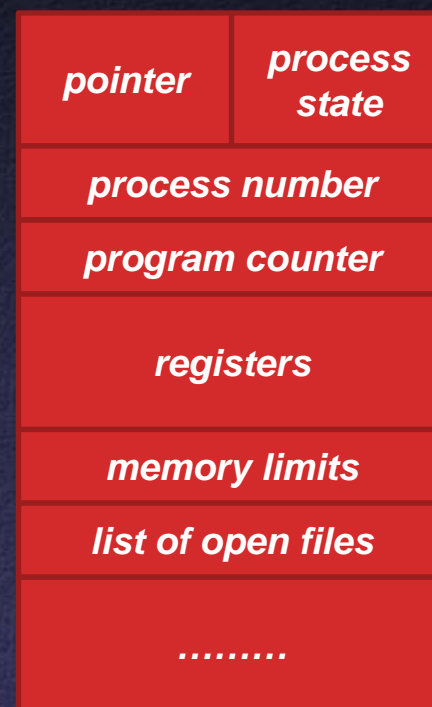 pointer
process
state
process number
program counter
registers
memory limits
list of open files
………